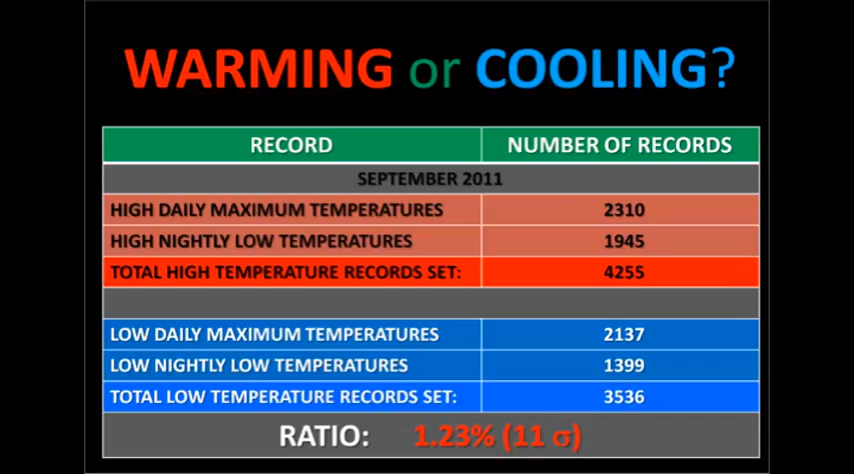 WARMING or COOLING?
RECORD NUMBER OF RECORDS
SEPTEMBER 2011
HIGH DAILY MAXIMUM TEMPERATURES 2310
HIGH NIGHTLY LOW TEMPERATURES 1945
TOTAL HIGH TEMPERATURE RECORDS SET: 4255
LOW DAILY MAXIMUM TEMPERATURES 2137
LOW NIGHTLY LOW TEMPERATURES 1399
TOTAL LOW TEMPERATURE RECORDS SET: 3536
RATIO: 1.23% (11 σ)